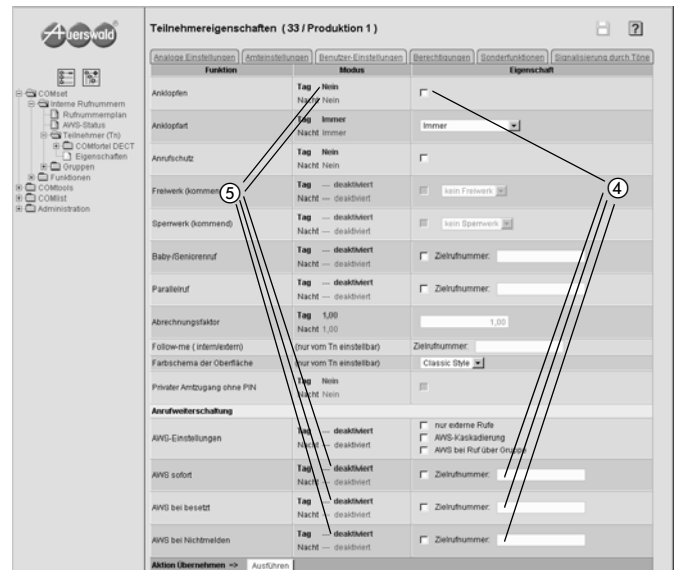 Auerswald
Teilnehmereigenschaften ( 33 / Produktion 1 )
?
Analoge Einstellungen Amteinstellungen Benutzer-Einstellungen Berechtigungen Sonderfunktionen Signalisierung durch Töne
Funktion Modus Eigenschaft
COMset
Interne Rufnummern
Rufnummernplan
AWS-Status
Teilnehmer (Tn)
COMfortel DECT
Eigenschaften
Gruppen
Funktionen
COMtools
COMlist
Administration
Anklopfen
Tag Nein
Nacht Nein
Anklopfart
Tag Immer
Nacht Immer
Immer
Anrufschutz
Tag Nein
Nacht Nein
5
4
Freiwerk (kommend)
Tag --- deaktiviert
Nacht --- deaktiviert
kein Freiwerk
Sperrwerk (kommend)
Tag --- deaktiviert
Nacht --- deaktiviert
kein Sperrwerk
Baby-/Seniorenruf
Tag --- deaktiviert
Nacht --- deaktiviert
Zielrufnummer:
Parallelruf
Tag --- deaktiviert
Nacht --- deaktiviert
Zielrufnummer:
Abrechnungsfaktor
Tag 1,00
Nacht 1,00
1,00
Follow-me ( intern/extern) (nur vom Tn einstellbar) Zielrufnummer:
Farbschema der Oberfläche (nur vom Tn einstellbar) Classic Style
Privater Amtzugang ohne PIN
Tag Nein
Nacht Nein
Anrufweiterschaltung
AWS-Einstellungen
Tag --- deaktiviert
Nacht --- deaktiviert
nur externe Rufe
AWS-Kaskadierung
AWS bei Ruf über Gruppe
AWS sofort
Tag --- deaktiviert
Nacht --- deaktiviert
Zielrufnummer:
AWS bei besetzt
Tag --- deaktiviert
Nacht --- deaktiviert
Zielrufnummer:
AWS bei Nichtmelden
Tag --- deaktiviert
Nacht --- deaktiviert
Zielrufnummer:
Aktion Übernehmen => Ausführen